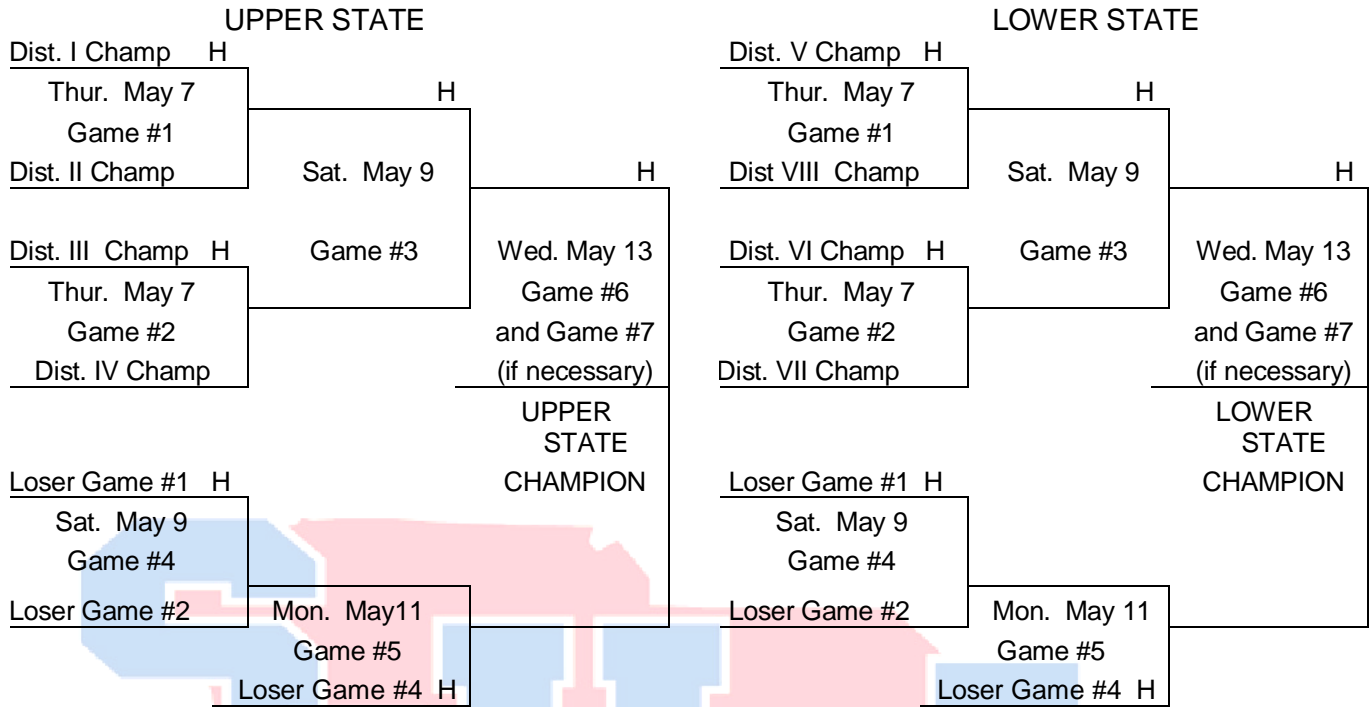 UPPER STATE
Dist. I Champ H
Thur. May 7
H
Game #1
Dist. II Champ
Sat. May 9
H
Dist. III Champ H
Game #3
Wed. May 13
Thur. May 7
Game #6
Game #2
and Game #7
Dist. IV Champ
(if necessary)
UPPER
STATE
CHAMPION
Loser Game #1 H
Sat. May 9
Game #4
Loser Game #2
Mon. May11
Game #5
Loser Game #4 H
LOWER STATE
Dist. V Champ H
Thur. May 7
H
Game #1
Dist VIII Champ
Sat. May 9
H
Dist. VI Champ H
Game #3
Wed. May 13
Thur. May 7
Game #6
Game #2
and Game #7
Dist. VII Champ
(if necessary)
LOWER
STATE
CHAMPION
Loser Game #1 H
Sat. May 9
Game #4
Loser Game #2
Mon. May 11
Game #5
Loser Game #4 H